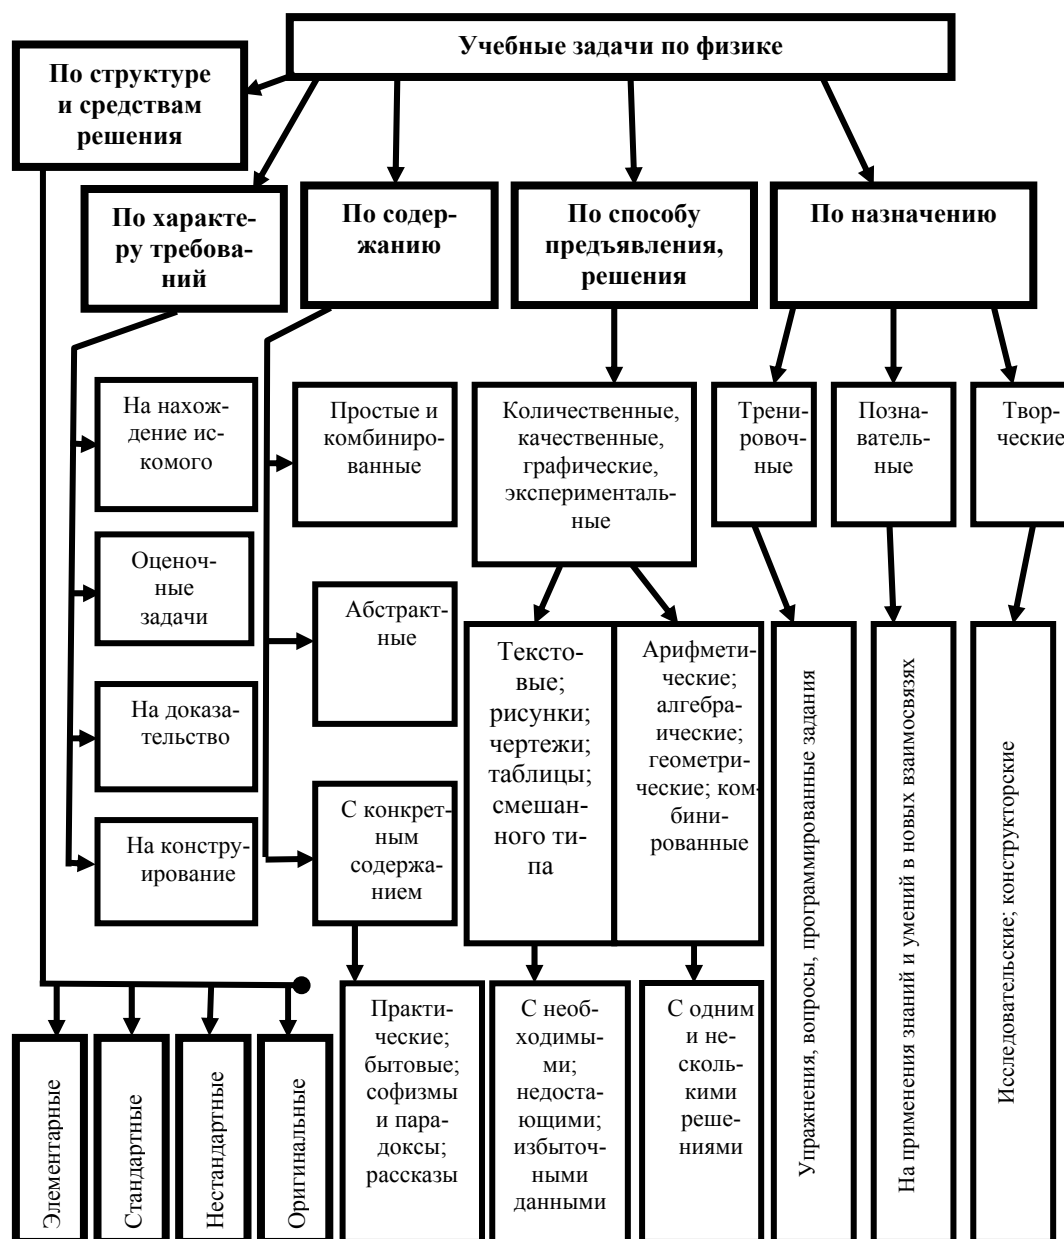 Учебные задачи по физике
По структуре
и средствам
решения
По характе-
ру требова-
ний
По содер-
жанию
По способу
предъявления,
решения
По назначению
На нахож-
дение ис-
комого
Оценоч-
ные
задачи
На доказа-
тельство
На констру-
ирование
Простые и
комбиниро-
ванные
Абстракт-
ные
С конкрет-
ным
содержа-
нием
Количественные,
качественные,
графические,
эксперименталь-
ные
Трени-
ровоч-
ные
Позна-
ватель-
ные
Твор-
ческие
Тексто-
вые;
рисунки;
чертежи;
таблицы;
смешан-
ного ти-
па
Арифмети-
ческие;
алгебра-
ические;
геометри-
ческие; ком-
бини-
рованные
Упражнения, вопросы, программированные задания
На применения знаний и умений в новых взаимосвязях
Исследовательские; конструкторские
Элементарные
Стандартные
Нестандартные
Оригинальные
Практи-
ческие;
бытовые;
софизмы
и пара-
доксы;
рассказы
С необ-
ходимы-
ми;
недоста-
ющими;
избыточ-
ными
данными
С одним
и не-
сколь-
кими
реше-
ниями